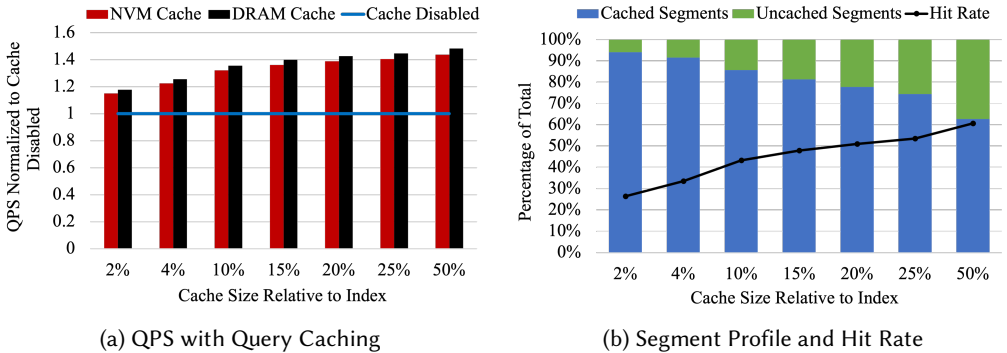 NVM Cache DRAM Cache Cache Disabled
QPS Normalized to Cache
Disabled
1.6
1.4
1.2
1
0.8
0.6
0.4
0.2
0
2% 4% 10% 15% 20% 25% 50%
Cache Size Relative to Index
(a) QPS with Query Caching
Cached Segments Uncached Segments Hit Rate
Percentage of Total
100%
90%
80%
70%
60%
50%
40%
30%
20%
10%
0%
2% 4% 10% 15% 20% 25% 50%
Cache Size Relative to Index
(b) Segment Profile and Hit Rate